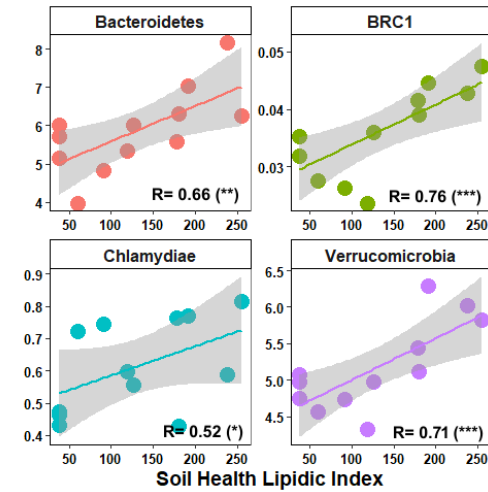 Bacteroidetes
8
7
6
5
4
R= 0.66 (**)
50 100 150 200 250
BRC1
0.05
0.04
0.03
R= 0.76 (***)
50 100 150 200 250
Chlamydiae
0.9
0.8
0.7
0.6
0.5
0.4
R= 0.52 (*)
50 100 150 200 250
Verrucomicrobia
6.5
6.0
5.5
5.0
4.5
R= 0.71 (***)
50 100 150 200 250
Soil Health Lipidic Index